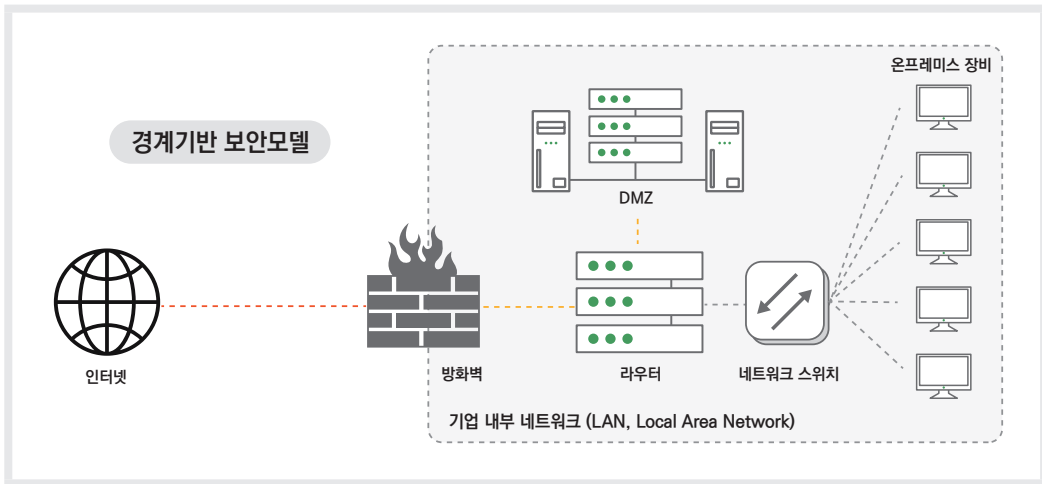 온프레미스 장비
경계기반 보안모델
DMZ
인터넷
방화벽
라우터
네트워크 스위치
기업 내부 네트워크 (LAN, Local Area Network)